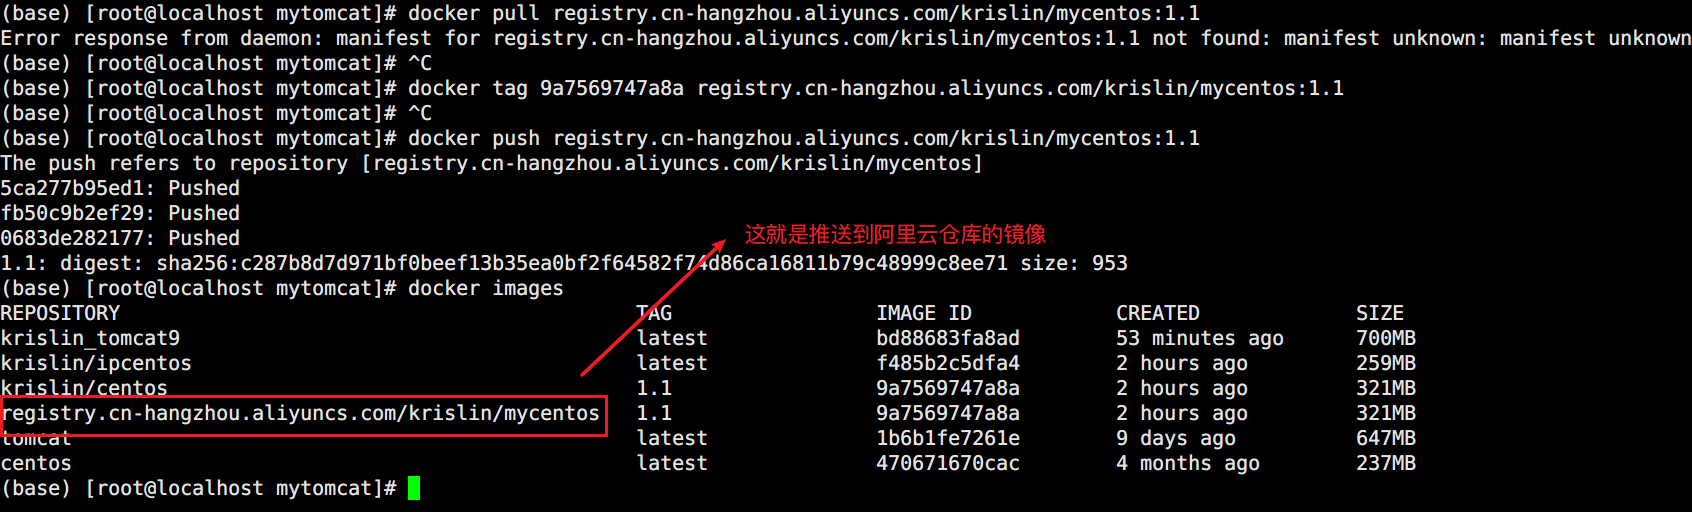 (base) [root@localhost mytomcat]# docker pull registry.cn-hangzhou.aliyuncs.com/krislin/mycentos:1.1
Error response from daemon: manifest for registry.cn-hangzhou.aliyuncs.com/krislin/mycentos:1.1 not found: manifest unknown: manifest unknown
(base) [root@localhost mytomcat]# ^C
(base) [root@localhost mytomcat]# docker tag 9a7569747a8a registry.cn-hangzhou.aliyuncs.com/krislin/mycentos:1.1
(base) [root@localhost mytomcat]# ^C
(base) [root@localhost mytomcat]# docker push registry.cn-hangzhou.aliyuncs.com/krislin/mycentos:1.1
The push refers to repository [registry.cn-hangzhou.aliyuncs.com/krislin/mycentos]
5ca277b95ed1: Pushed
fb50c9b2ef29: Pushed
0683de282177: Pushed
这就是推送到阿里云仓库的镜像
1.1: digest: sha256:c287b8d7d971bf0beef13b35ea0bf2f64582f74d86ca16811b79c48999c8ee71 size: 953
(base) [root@localhost mytomcat]# docker images
REPOSITORY TAG IMAGE ID CREATED SIZE
krislin_tomcat9 latest bd88683fa8ad 53 minutes ago 700MB
krislin/ipcentos latest f485b2c5dfa4 2 hours ago 259MB
krislin/centos 1.1 9a7569747a8a 2 hours ago 321MB
registry.cn-hangzhou.aliyuncs.com/krislin/mycentos 1.1 9a7569747a8a 2 hours ago 321MB
tomcat latest 1b6b1fe7261e 9 days ago 647MB
centos latest 470671670cac 4 months ago 237MB
(base) [root@localhost mytomcat]#